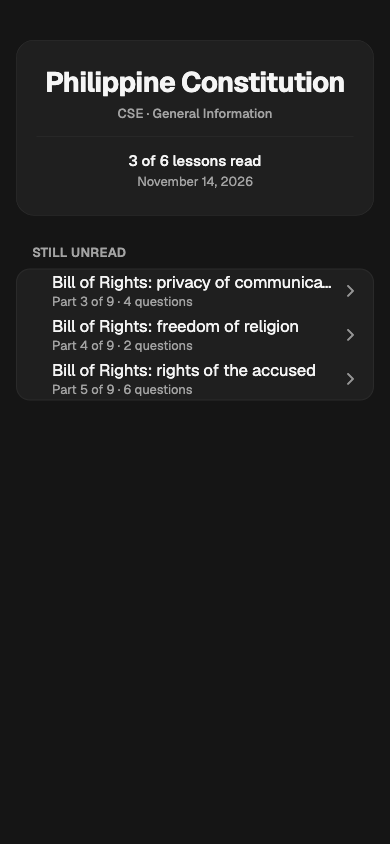 Philippine Constitution
CSE · General Information
3 of 6 lessons read
November 14, 2026
STILL UNREAD
Bill of Rights: privacy of communica...
Part 3 of 9 · 4 questions
Bill of Rights: freedom of religion
Part 4 of 9 · 2 questions
Bill of Rights: rights of the accused
Part 5 of 9 · 6 questions